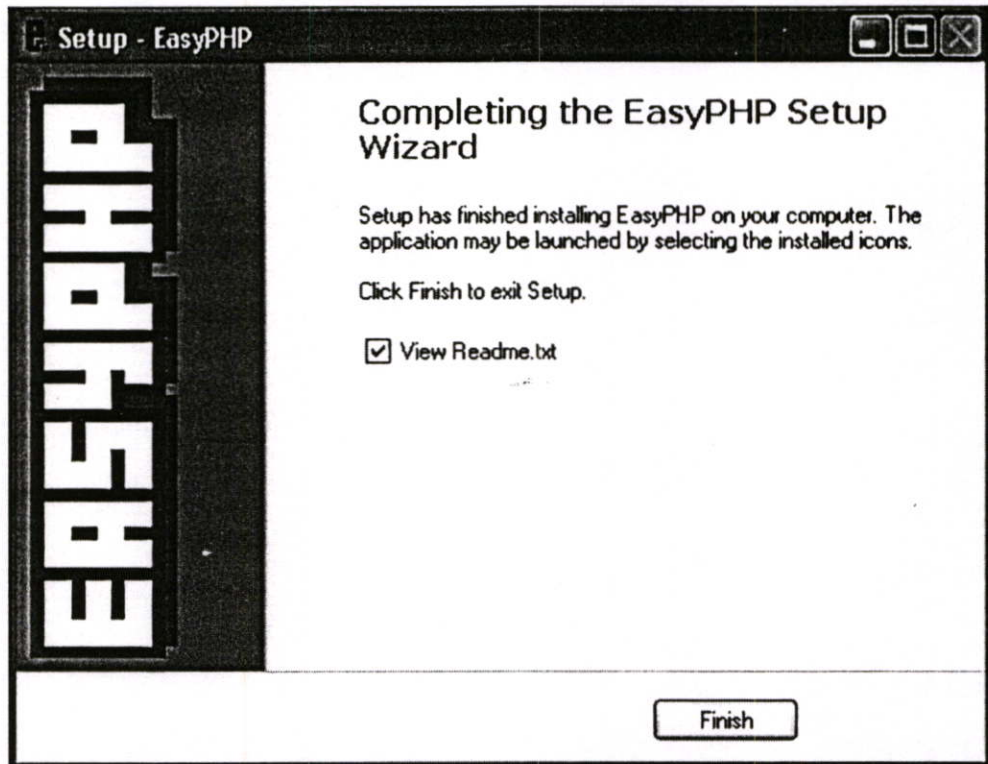 Setup - EasyPHP
EASYPHP
Completing the EasyPHP Setup
Wizard
Setup has finished installing EasyPHP on your computer. The
application may be launched by selecting the installed icons.
Click Finish to exit Setup.
View Readme.txt
Finish